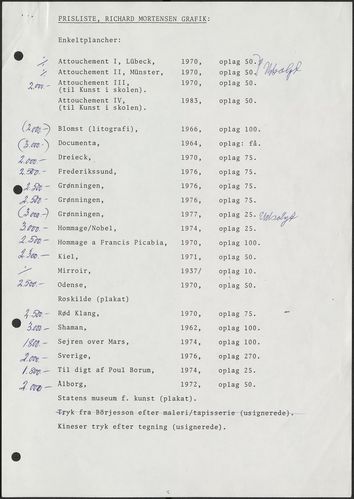 PRISLISTE, RICHARD MORTENSEN GRAFIK:
Enkeltplancher:
% Attouchement I, Lübeck, 1970, oplag 50. Udsolgt
% Attouchement II, Münster, 1970, oplag 50.
2.000.- Attouchement III, 1970, oplag 50.
(til Kunst i skolen).
Attouchement IV, 1983, oplag 50.
(til Kunst i skolen).
(2.000.-) Blomst (litografi), 1966, oplag 100.
(3.000.-) Documenta, 1964, oplag: få.
2.000.- Dreieck, 1970, oplag 75.
2.500.- Frederikssund, 1976, oplag 75.
2.500.- Grønningen, 1976, oplag 75.
2.500.- Grønningen, 1976, oplag 75.
(3.000.-) Grønningen, 1977, oplag 25. Udsolgt
3.000.- Hommage/Nobel, 1974, oplag 25.
2.500.- Hommage a Francis Picabia, 1970, oplag 100.
2.300.- Kiel, 1971, oplag 50.
% Mirroir, 1937/ oplag 10.
2.500.- Odense, 1970, oplag 50.
Roskilde (plakat)
2.500.- Rød Klang, 1970, oplag 75.
3.000.- Shaman, 1962, oplag 100.
1.800.- Sejren over Mars, 1974, oplag 100.
2.000.- Sverige, 1976, oplag 270.
1.800.- Til digt af Poul Borum, 1974, oplag 25.
2.000.- Ålborg, 1972, oplag 50.
Statens museum f. kunst (plakat).
Tryk fra Börjesson efter maleri/tapisserie (usignerede).
Kineser tryk efter tegning (usignerede).